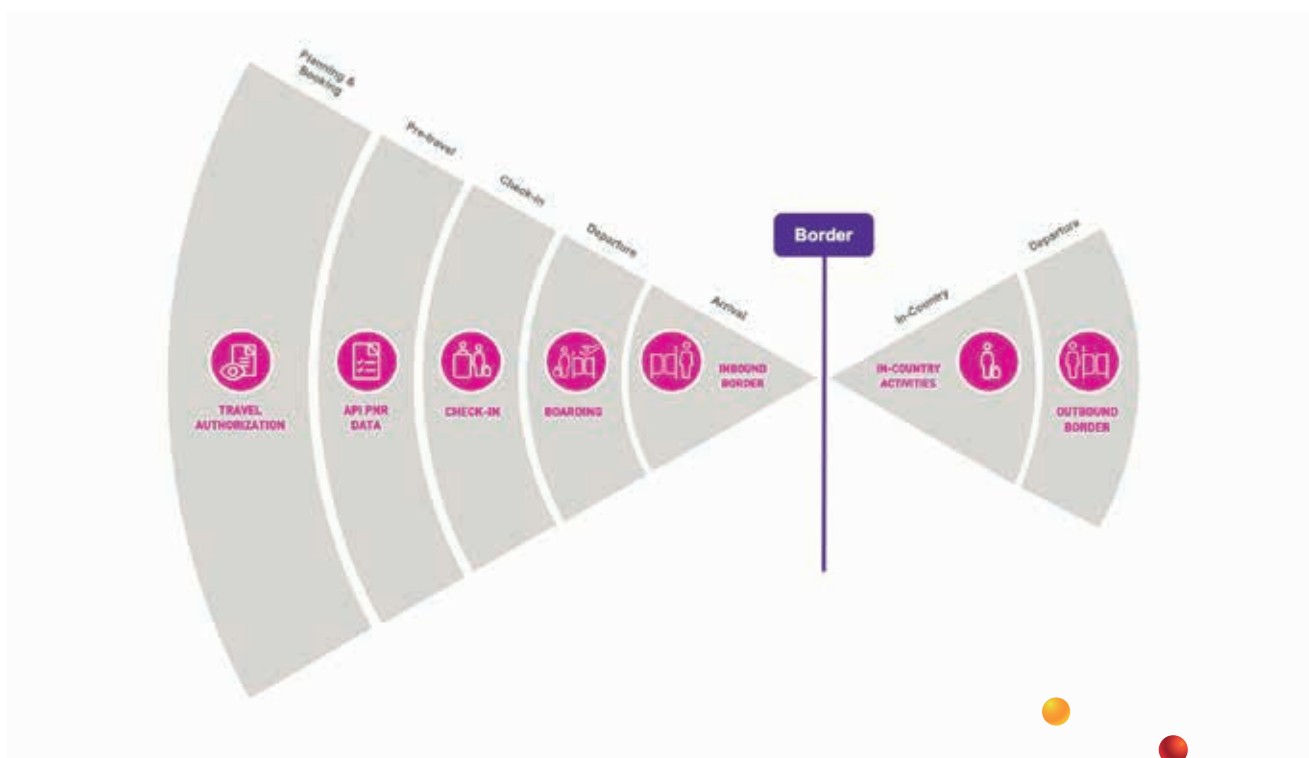 Planning &
Booking
Pre-travel
Check-in
Departure
Arrival
Border
In-Country
Departure
TRAVEL
AUTHORIZATION
API PNR
DATA
CHECK-IN
BOARDING
INBOUND
BORDER
IN-COUNTRY
ACTIVITIES
OUTBOUND
BORDER